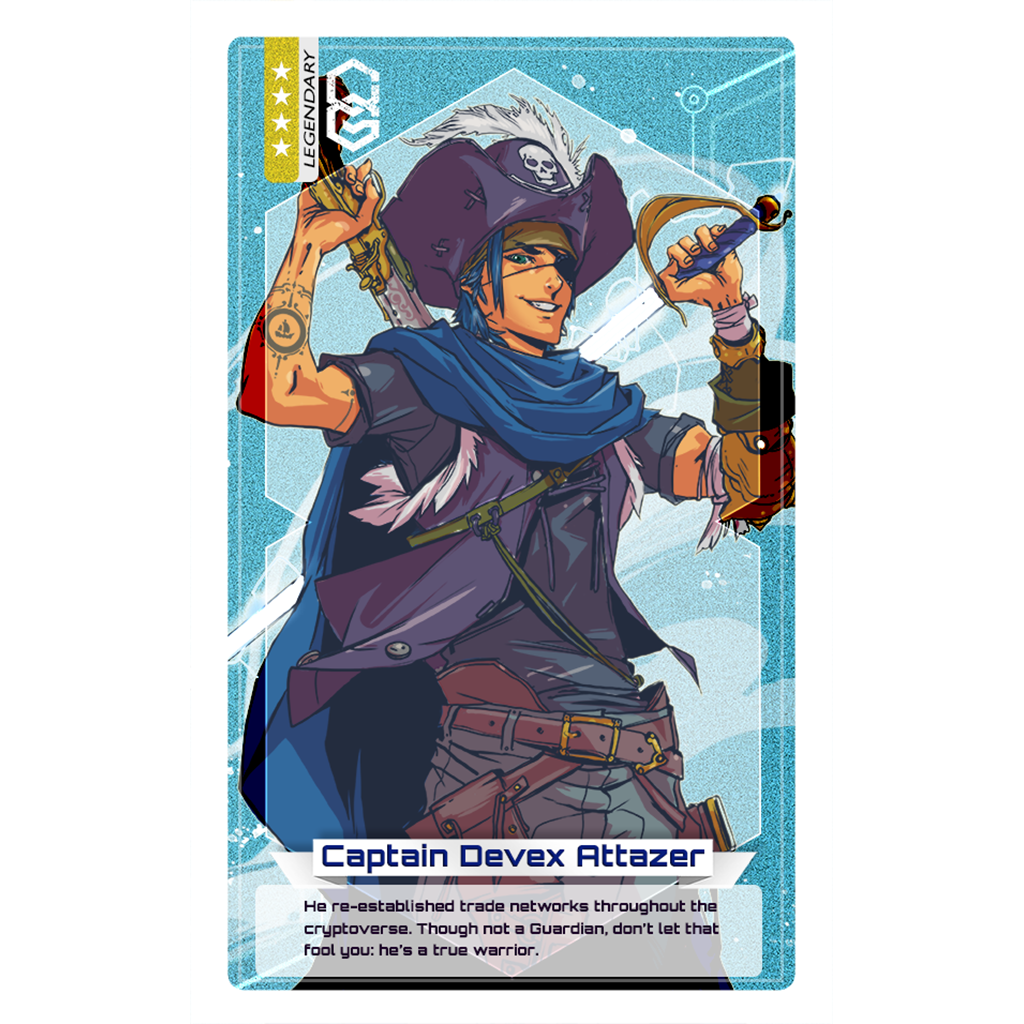 LEGENDARY
Captain Devex Attazer
He re-established trade networks throughout the
cryptoverse. Though not a Guardian, don't let that
fool you: he's a true warrior.